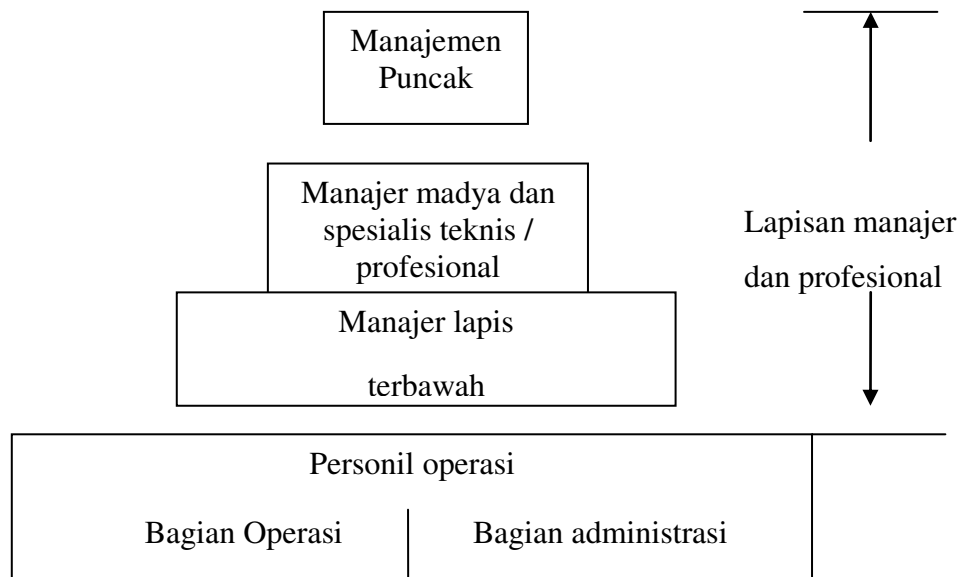 Manajemen
Puncak
Manajer madya dan
spesialis teknis /
profesional
Lapisan manajer
dan profesional
Manajer lapis
terbawah
Personil operasi
Bagian Operasi
Bagian administrasi